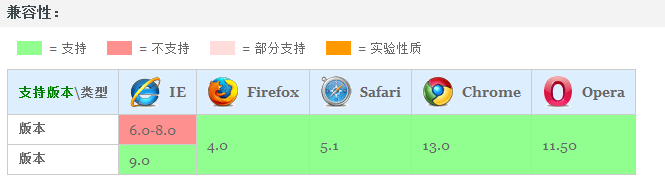 兼容性：
= 支持 = 不支持 = 部分支持 = 实验性质
支持版本\类型 IE Firefox Safari Chrome Opera
版本 6.0-8.0 4.0 5.1 13.0 11.50
版本 9.0